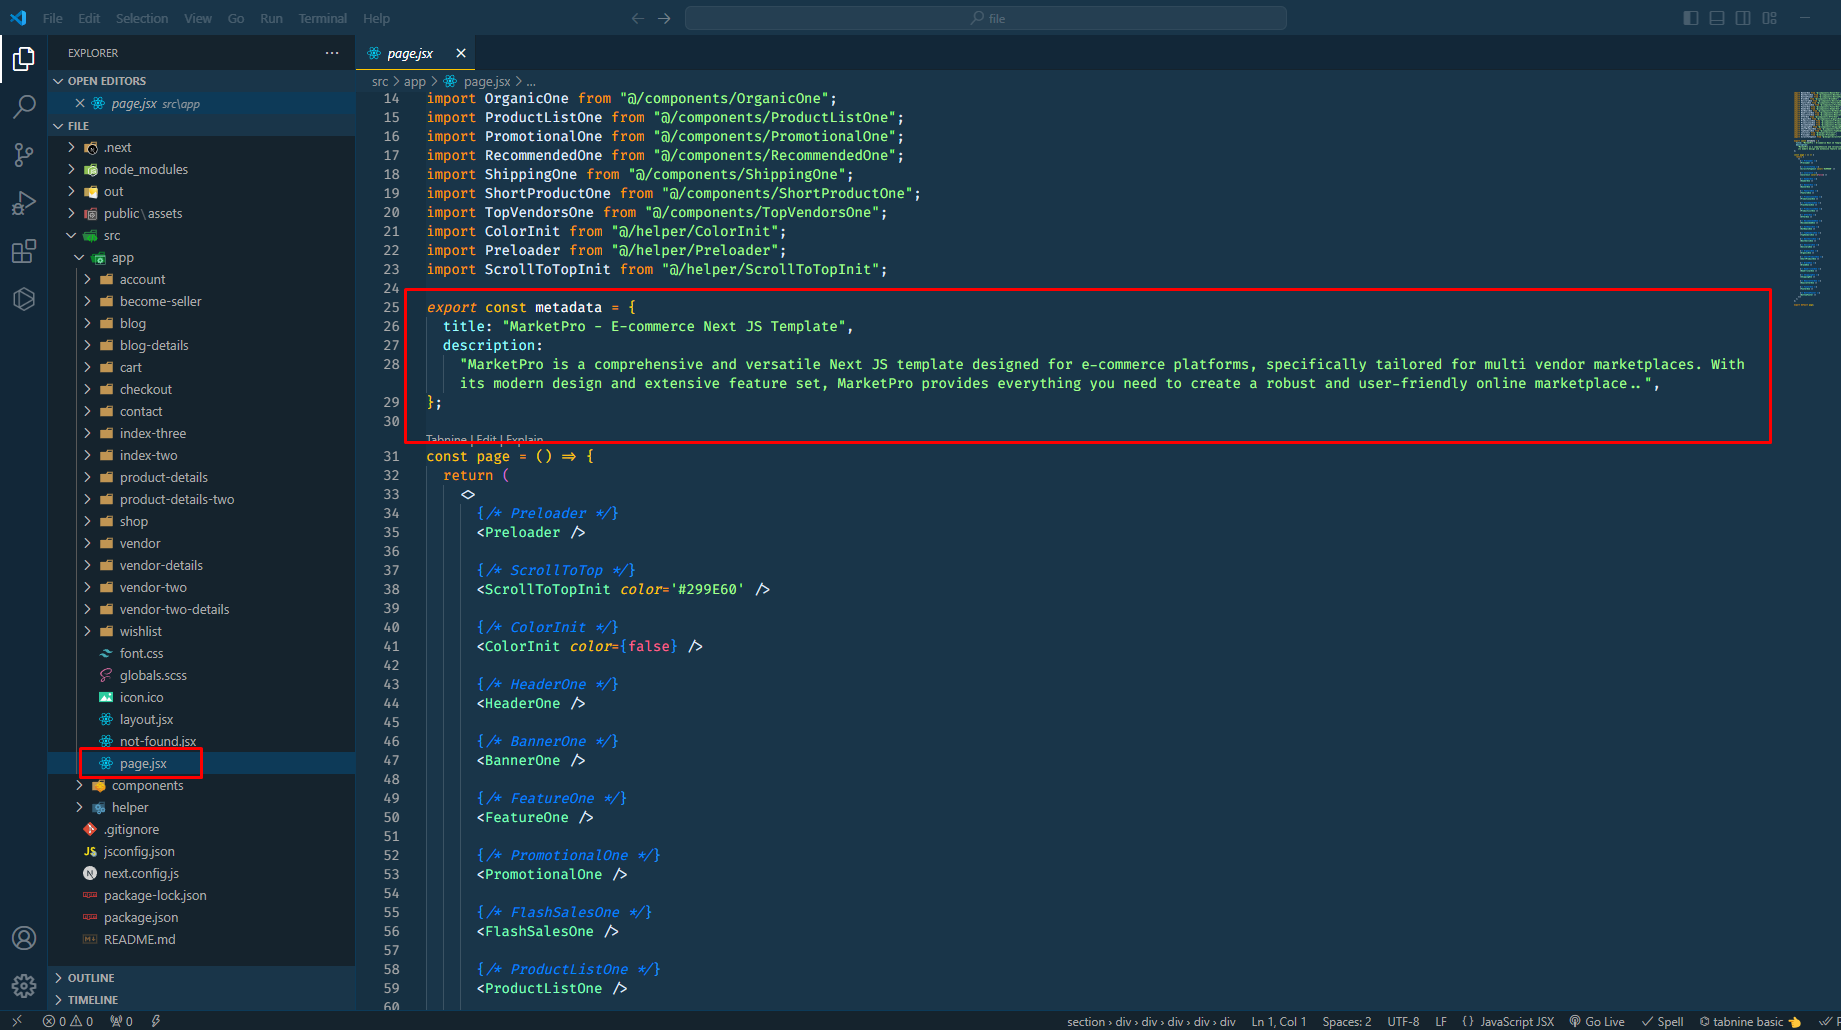 File Edit Selection View Go Run Terminal Help
file
EXPLORER
OPEN EDITORS
page.jsx src\app
FILE
.next
node_modules
out
public\assets
src
app
account
become-seller
blog
blog-details
cart
checkout
contact
index-three
index-two
product-details
product-details-two
shop
vendor
vendor-details
vendor-two
vendor-two-details
wishlist
font.css
globals.scss
icon.ico
layout.jsx
not-found.jsx
page.jsx
components
helper
.gitignore
jsconfig.json
next.config.js
package-lock.json
package.json
README.md
OUTLINE
TIMELINE
page.jsx
src > app > page.jsx > ...
14 import OrganicOne from "@/components/OrganicOne";
15 import ProductListOne from "@/components/ProductListOne";
16 import PromotionalOne from "@/components/PromotionalOne";
17 import RecommendedOne from "@/components/RecommendedOne";
18 import ShippingOne from "@/components/ShippingOne";
19 import ShortProductOne from "@/components/ShortProductOne";
20 import TopVendorsOne from "@/components/TopVendorsOne";
21 import ColorInit from "@/helper/ColorInit";
22 import Preloader from "@/helper/Preloader";
23 import ScrollToTopInit from "@/helper/ScrollToTopInit";
24
25 export const metadata = {
26 title: "MarketPro - E-commerce Next JS Template",
27 description:
28 "MarketPro is a comprehensive and versatile Next JS template designed for e-commerce platforms, specifically tailored for multi vendor marketplaces. With
its modern design and extensive feature set, MarketPro provides everything you need to create a robust and user-friendly online marketplace..",
29 };
30
Tabnine | Edit | Explain
31 const page = () => {
32 return (
33 <>
34 {/* Preloader */}
35 <Preloader />
36
37 {/* ScrollToTop */}
38 <ScrollToTopInit color='#299E60' />
39
40 {/* ColorInit */}
41 <ColorInit color={false} />
42
43 {/* HeaderOne */}
44 <HeaderOne />
45
46 {/* BannerOne */}
47 <BannerOne />
48
49 {/* FeatureOne */}
50 <FeatureOne />
51
52 {/* PromotionalOne */}
53 <PromotionalOne />
54
55 {/* FlashSalesOne */}
56 <FlashSalesOne />
57
58 {/* ProductListOne */}
59 <ProductListOne />
60
0 0 0 section > div > div > div > div > div Ln 1, Col 1 Spaces: 2 UTF-8 LF {} JavaScript JSX Go Live Spell tabnine basic